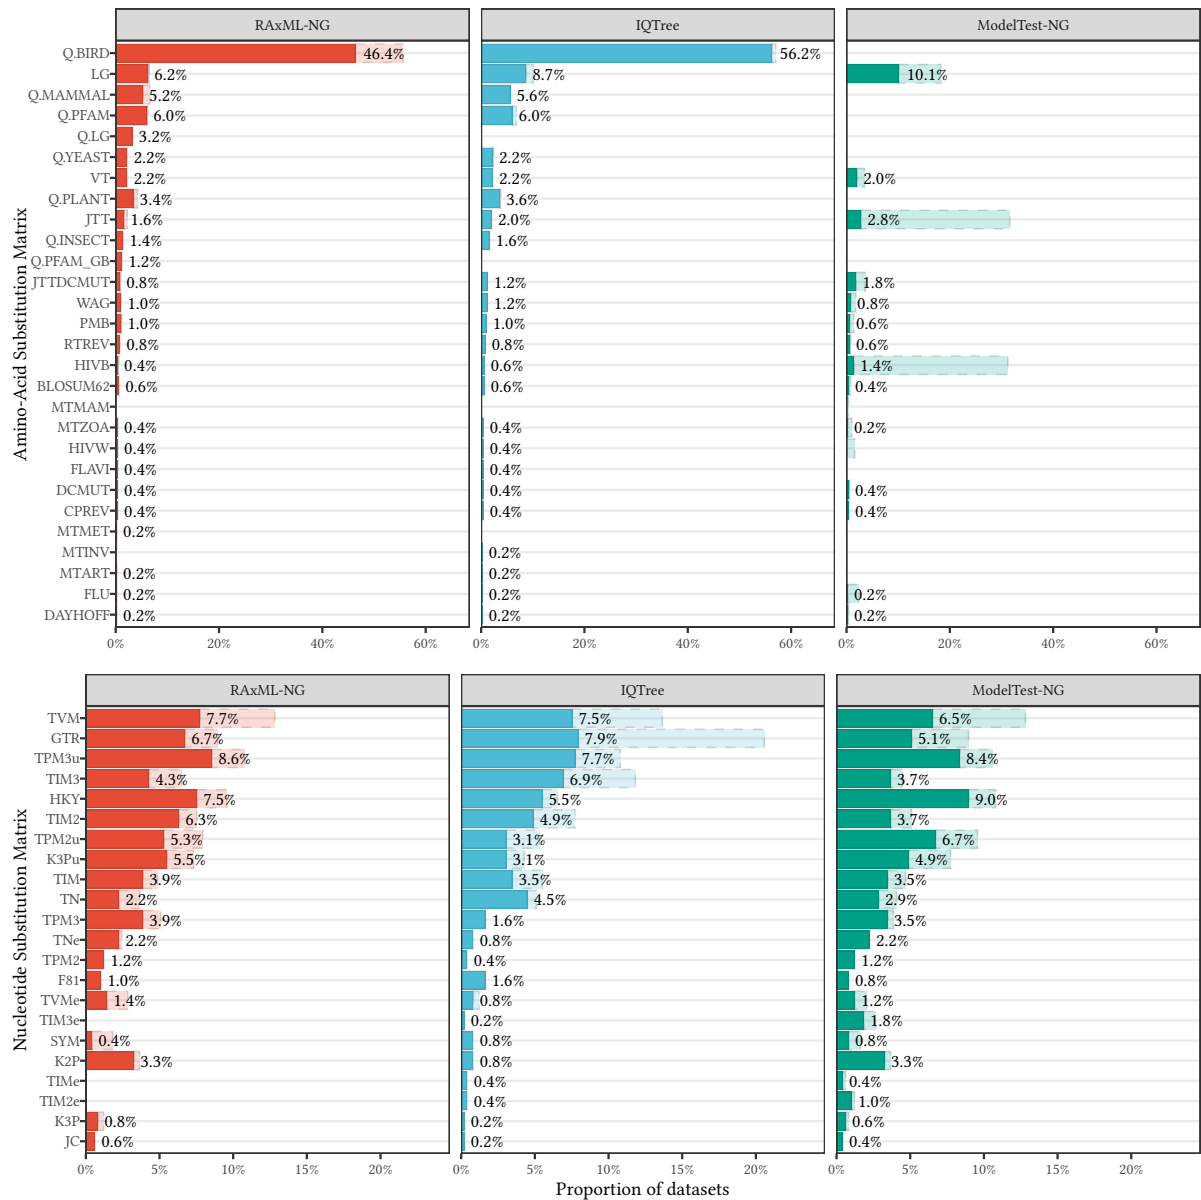 RAxML-NG IQTree ModelTest-NG
Amino-Acid Substitution Matrix
Q.BIRD 46.4% 56.2%
LG 6.2% 8.7% 10.1%
Q.MAMMAL 5.2% 5.6%
Q.PFAM 6.0% 6.0%
Q.LG 3.2%
Q.YEAST 2.2% 2.2%
VT 2.2% 2.2% 2.0%
Q.PLANT 3.4% 3.6%
JTT 1.6% 2.0% 2.8%
Q.INSECT 1.4% 1.6%
Q.PFAM_GB 1.2%
JTTDCMUT 0.8% 1.2% 1.8%
WAG 1.0% 1.2% 0.8%
PMB 1.0% 1.0% 0.6%
RTREV 0.8% 0.8% 0.6%
HIVB 0.4% 0.6% 1.4%
BLOSUM62 0.6% 0.6% 0.4%
MTMAM
MTZOA 0.4% 0.4% 0.2%
HIVW 0.4% 0.4%
FLAVI 0.4% 0.4%
DCMUT 0.4% 0.4% 0.4%
CPREV 0.4% 0.4% 0.4%
MTMET 0.2%
MTINV 0.2%
MTART 0.2% 0.2%
FLU 0.2% 0.2% 0.2%
DAYHOFF 0.2% 0.2% 0.2%
0% 20% 40% 60% 0% 20% 40% 60% 0% 20% 40% 60%
RAxML-NG IQTree ModelTest-NG
Nucleotide Substitution Matrix
TVM 7.7% 7.5% 6.5%
GTR 6.7% 7.9% 5.1%
TPM3u 8.6% 7.7% 8.4%
TIM3 4.3% 6.9% 3.7%
HKY 7.5% 5.5% 9.0%
TIM2 6.3% 4.9% 3.7%
TPM2u 5.3% 3.1% 6.7%
K3Pu 5.5% 3.1% 4.9%
TIM 3.9% 3.5% 3.5%
TN 2.2% 4.5% 2.9%
TPM3 3.9% 1.6% 3.5%
TNe 2.2% 0.8% 2.2%
TPM2 1.2% 0.4% 1.2%
F81 1.0% 1.6% 0.8%
TVMe 1.4% 0.8% 1.2%
TIM3e 0.2% 1.8%
SYM 0.4% 0.8% 0.8%
K2P 3.3% 0.8% 3.3%
TIMe 0.4% 0.4%
TIM2e 0.4% 1.0%
K3P 0.8% 0.2% 0.6%
JC 0.6% 0.2% 0.4%
0% 5% 10% 15% 20% 0% 5% 10% 15% 20% 0% 5% 10% 15% 20%
Proportion of datasets